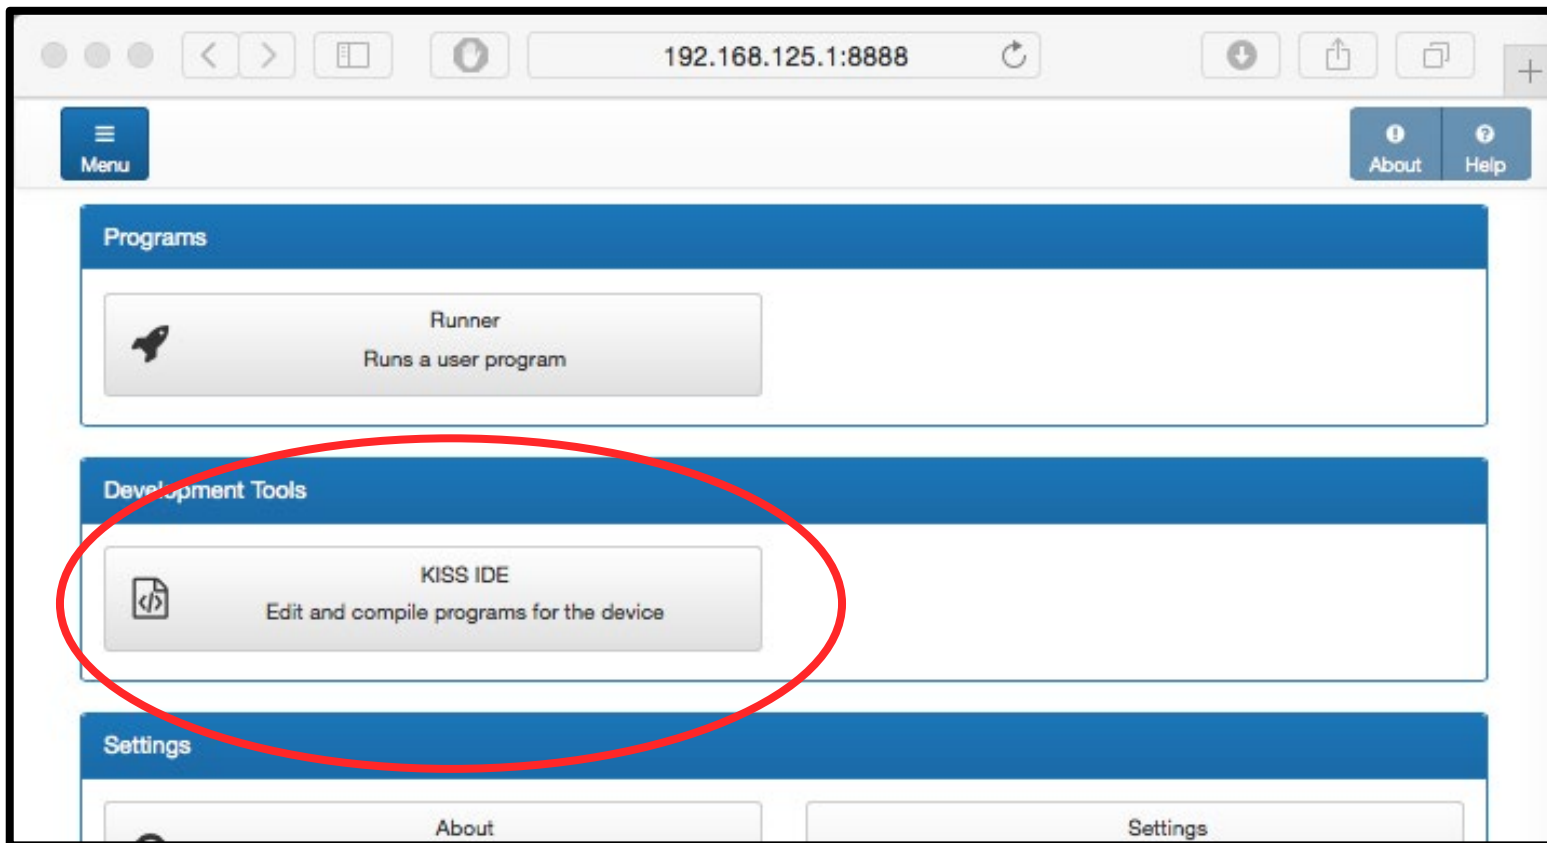 192.168.125.1:8888
Menu
About Help
Programs
Runner
Runs a user program
Development Tools
KISS IDE
Edit and compile programs for the device
Settings
About
Settings